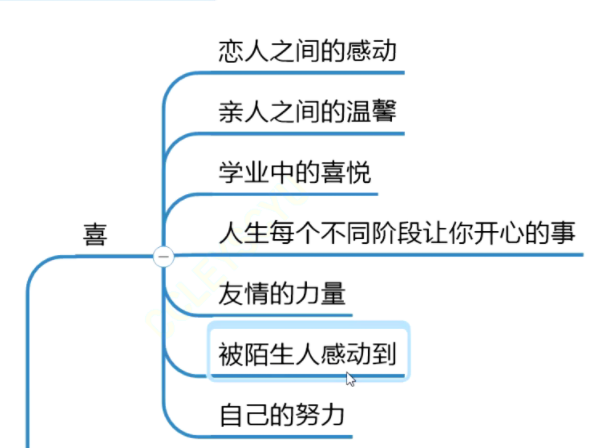 恋人之间的感动
亲人之间的温馨
学业中的喜悦
喜
人生每个不同阶段让你开心的事
友情的力量
被陌生人感动到
自己的努力